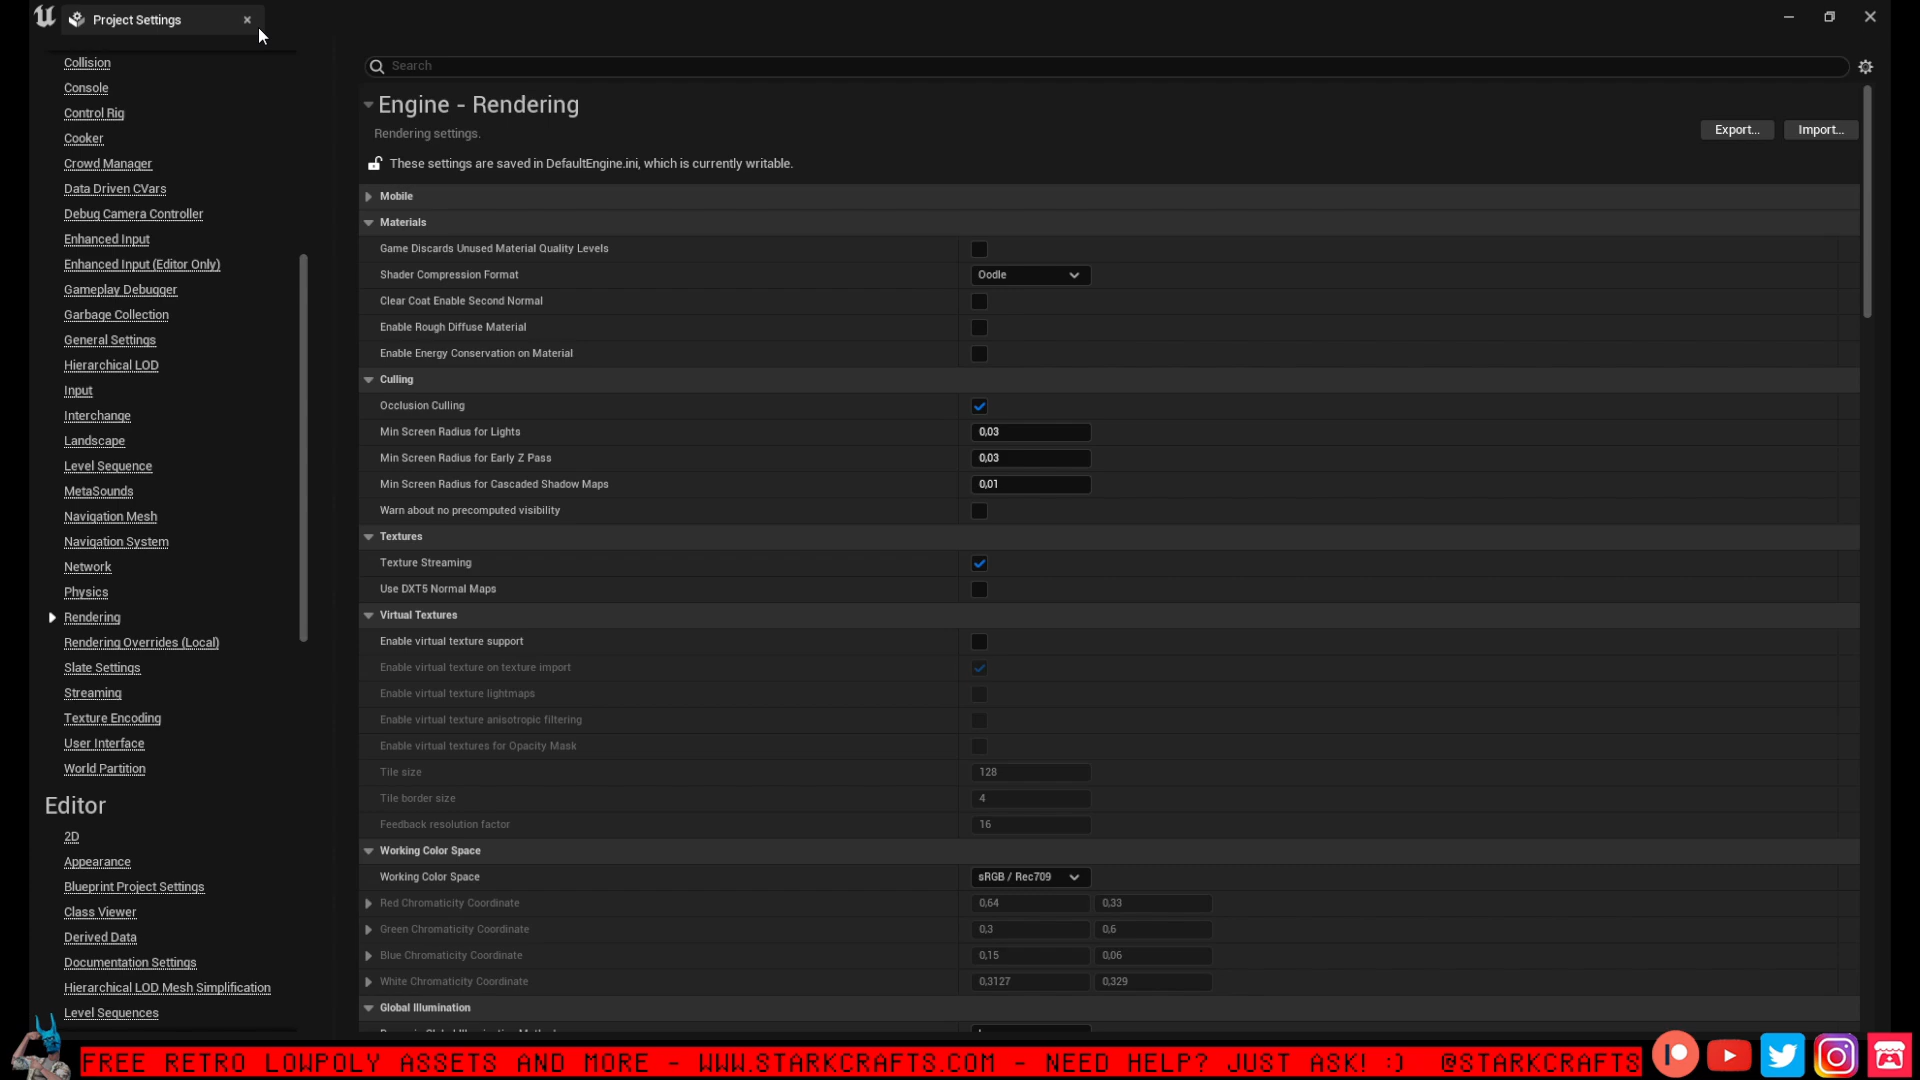 Project Settings
Collision
Console
Control Rig
Cooker
Crowd Manager
Data Driven CVars
Debug Camera Controller
Enhanced Input
Enhanced Input (Editor Only)
Gameplay Debugger
Garbage Collection
General Settings
Hierarchical LOD
Input
Interchange
Landscape
Level Sequence
MetaSounds
Navigation Mesh
Navigation System
Network
Physics
Rendering
Rendering Overrides (Local)
Slate Settings
Streaming
Texture Encoding
User Interface
World Partition
Editor
2D
Appearance
Blueprint Project Settings
Class Viewer
Derived Data
Documentation Settings
Hierarchical LOD Mesh Simplification
Level Sequences
Search
Engine - Rendering
Rendering settings.
Export... Import...
These settings are saved in DefaultEngine.ini, which is currently writable.
Mobile
Materials
Game Discards Unused Material Quality Levels
Shader Compression Format Oodle
Clear Coat Enable Second Normal
Enable Rough Diffuse Material
Enable Energy Conservation on Material
Culling
Occlusion Culling
Min Screen Radius for Lights 0,03
Min Screen Radius for Early Z Pass 0,03
Min Screen Radius for Cascaded Shadow Maps 0,01
Warn about no precomputed visibility
Textures
Texture Streaming
Use DXT5 Normal Maps
Virtual Textures
Enable virtual texture support
Enable virtual texture on texture import
Enable virtual texture lightmaps
Enable virtual texture anisotropic filtering
Enable virtual textures for Opacity Mask
Tile size 128
Tile border size 4
Feedback resolution factor 16
Working Color Space
Working Color Space sRGB / Rec709
Red Chromaticity Coordinate 0,64 0,33
Green Chromaticity Coordinate 0,3 0,6
Blue Chromaticity Coordinate 0,15 0,06
White Chromaticity Coordinate 0,3127 0,329
Global Illumination
FREE RETRO LOWPOLY ASSETS AND MORE - WWW.STARKCRAFTS.COM - NEED HELP? JUST ASK! :) @STARKCRAFTS